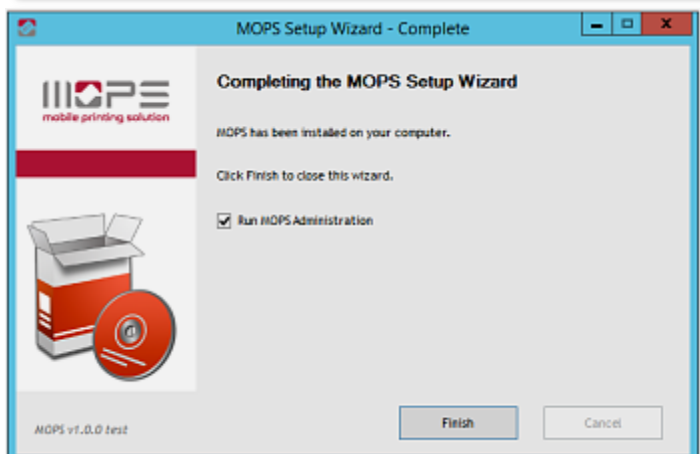 MOPS Setup Wizard - Complete
MOPS
mobile printing solution
Completing the MOPS Setup Wizard
MOPS has been installed on your computer.
Click Finish to close this wizard.
Run MOPS Administration
MOPS v1.0.0 test
Finish
Cancel